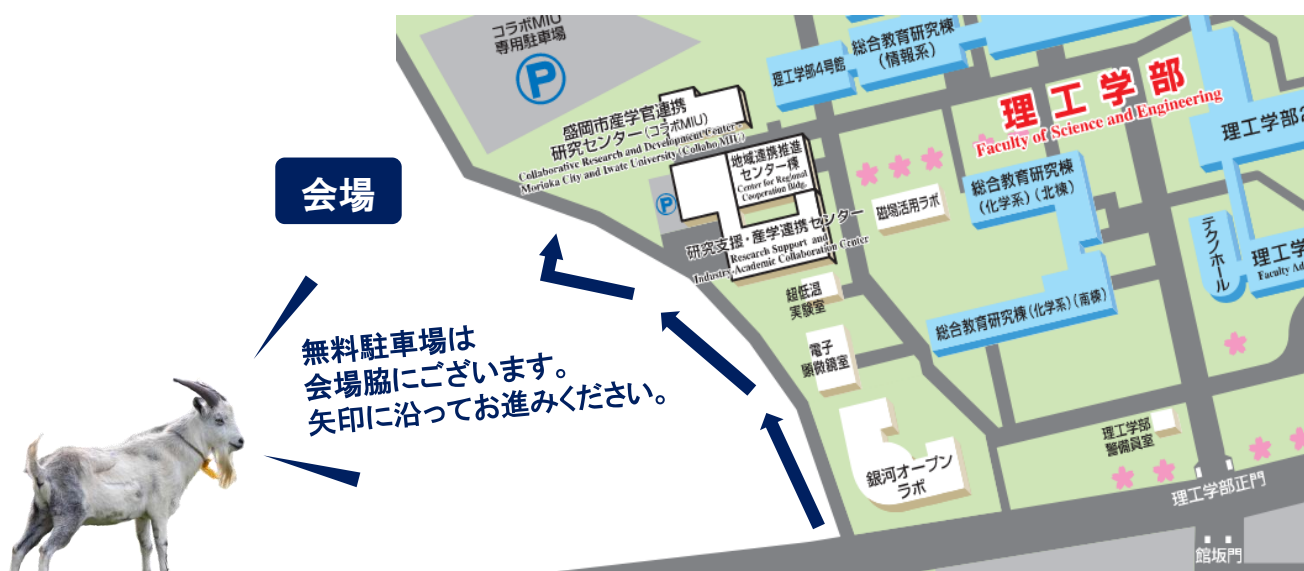 コラボMIU
専用駐車場
P
盛岡市産学官連携
研究センター(コラボMIU)
Collaborative Research and Development Center -
Morioka City and Iwate University (Collabo MIU)
地域連携推進
センター棟
Center for Regional
Cooperation Bldg.
P
研究支援・産学連携センター
Research Support and
Industry-Academic Collaboration Center
理工学部4号館
総合教育研究棟
(情報系)
理工学部
Faculty of Science and Engineering
理工学部2
総合教育研究棟
(化学系)(北棟)
磁場活用ラボ
テクノホール
理工学
Faculty Ad
総合教育研究棟(化学系)(南棟)
超低温
実験室
電子
顕微鏡室
銀河オープン
ラボ
理工学部
警備員室
理工学部正門
館坂門
会場
無料駐車場は
会場脇にございます。
矢印に沿ってお進みください。